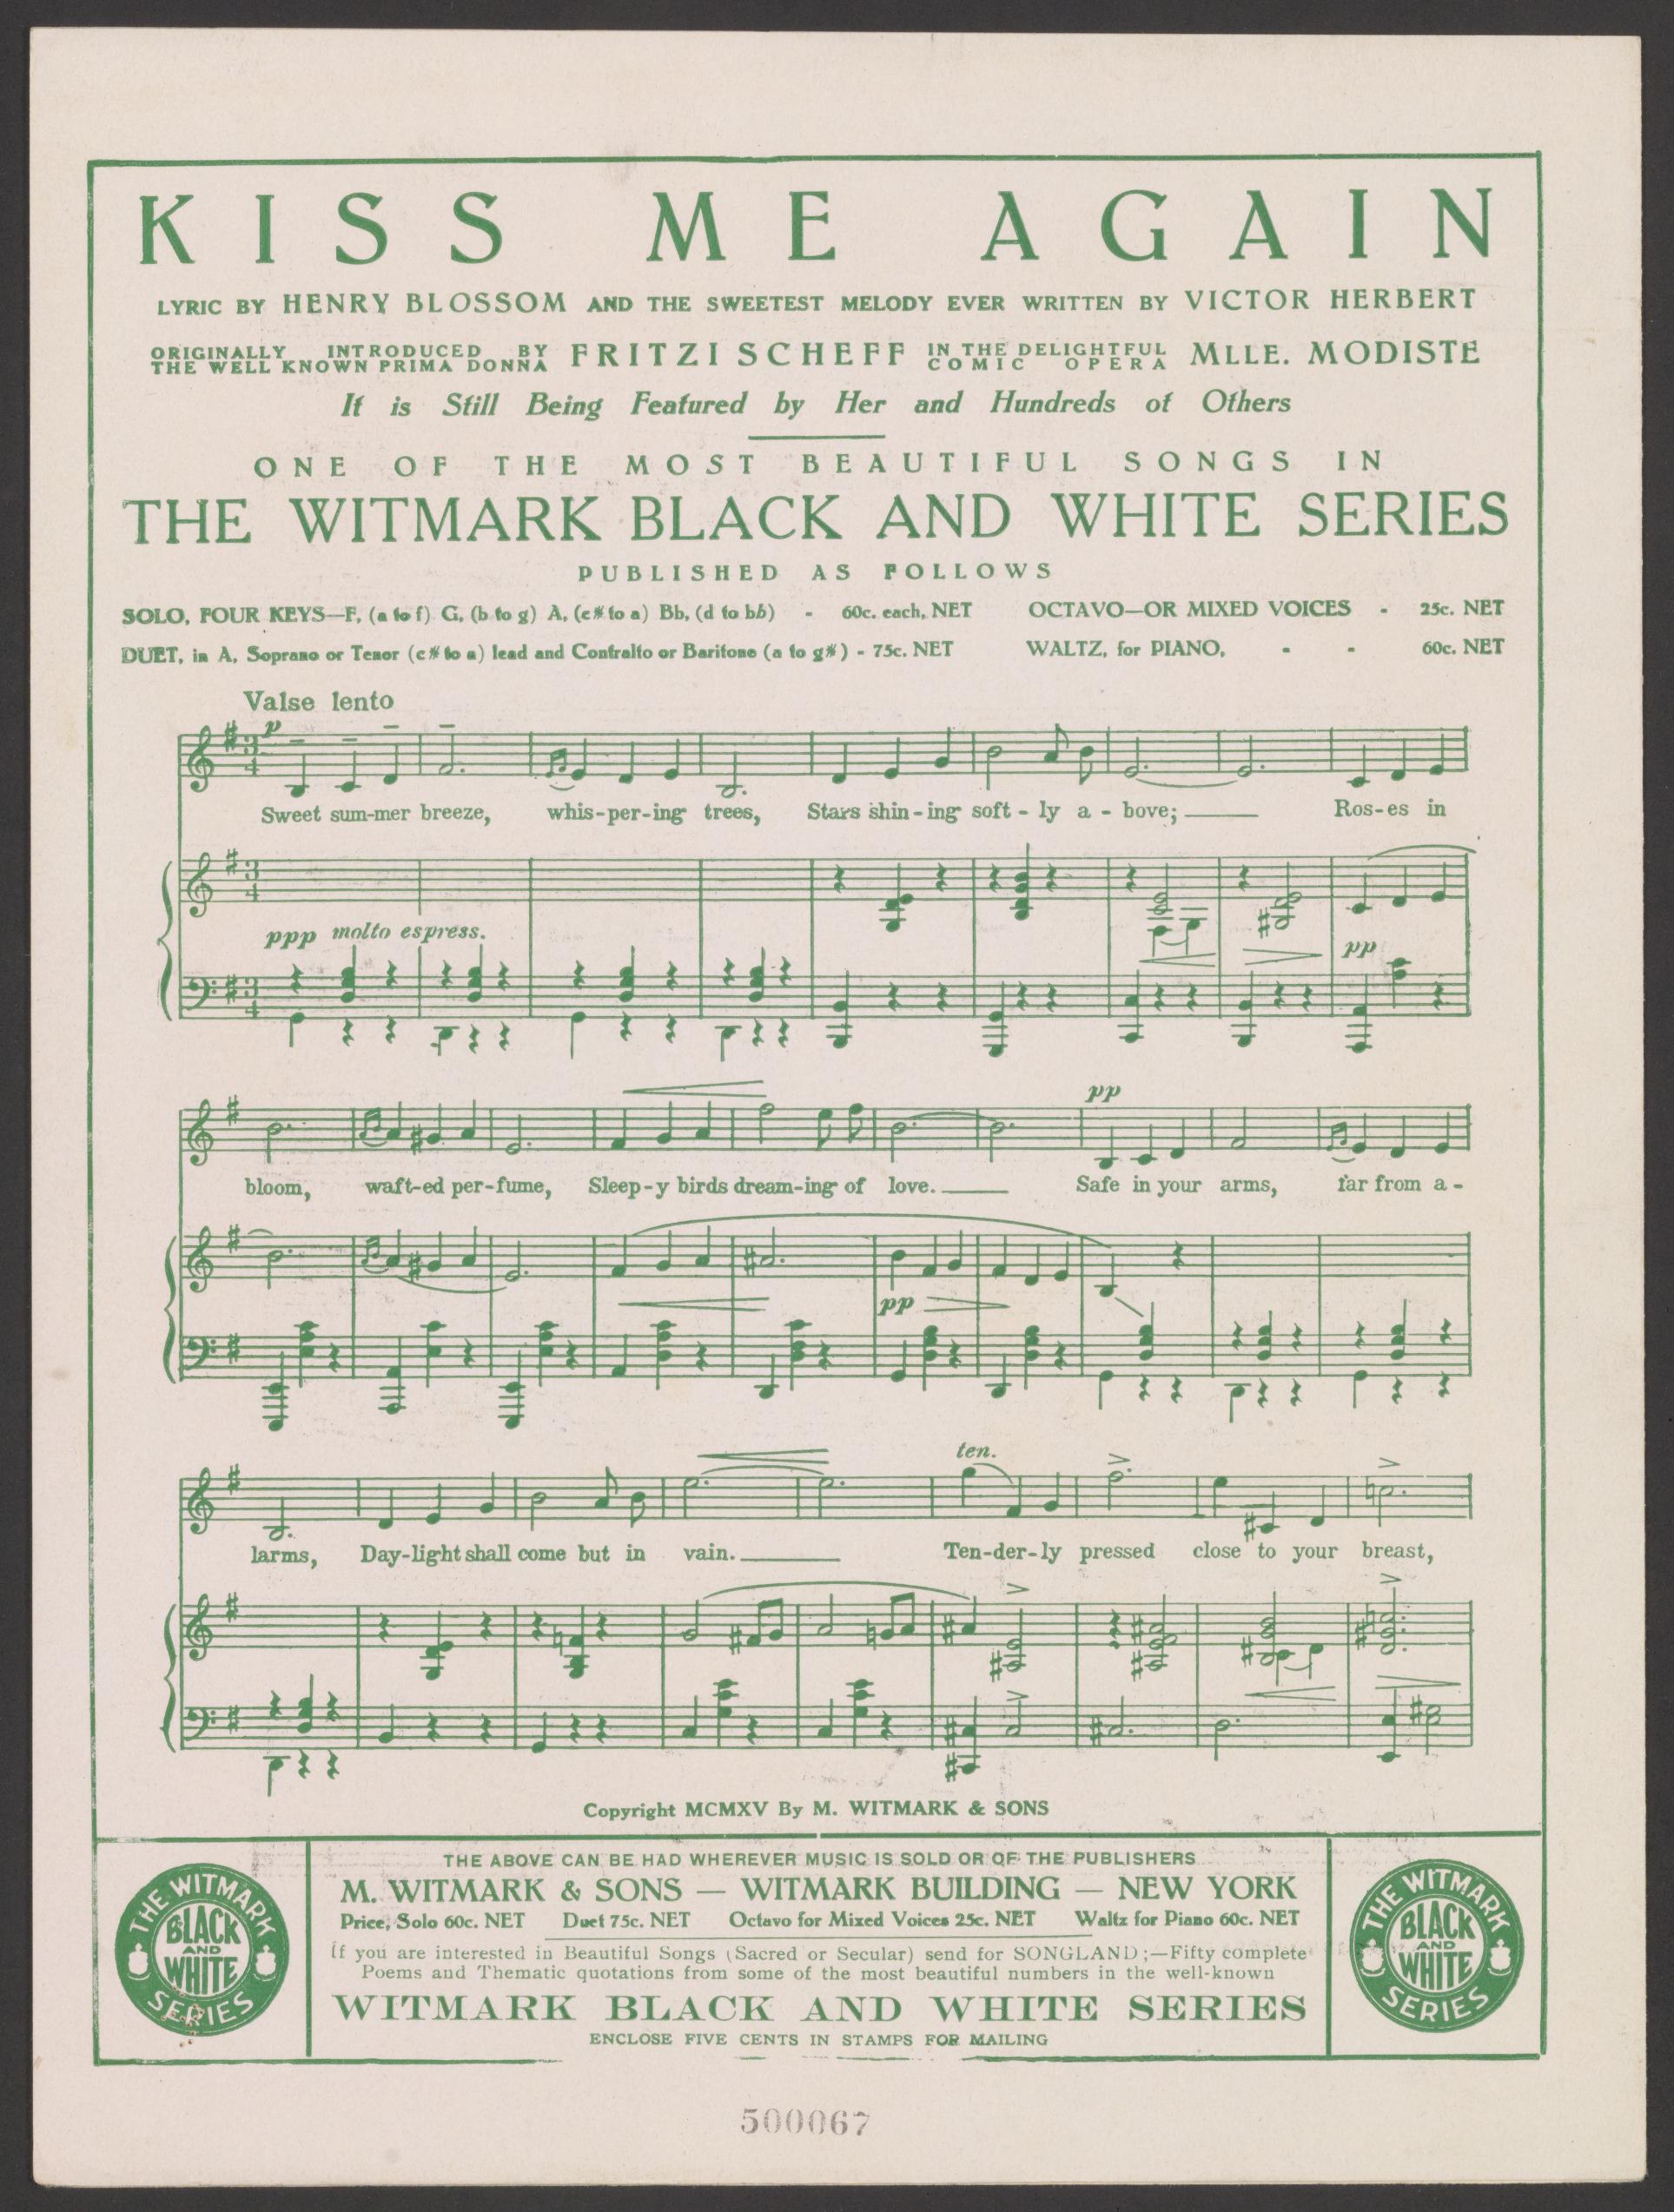 KISS ME AGAIN
LYRIC BY HENRY BLOSSOM AND THE SWEETEST MELODY EVER WRITTEN BY VICTOR HERBERT
ORIGINALLY INTRODUCED BY THE WELL KNOWN PRIMA DONNA FRITZI SCHEFF IN THE DELIGHTFUL COMIC OPERA MLLE. MODISTE
It is Still Being Featured by Her and Hundreds of Others
ONE OF THE MOST BEAUTIFUL SONGS IN
THE WITMARK BLACK AND WHITE SERIES
PUBLISHED AS FOLLOWS
SOLO, FOUR KEYS—F, (a to f) G, (b to g) A, (c# to a) Bb, (d to bb) - 60c. each, NET OCTAVO—OR MIXED VOICES - 25c. NET
DUET, in A, Soprano or Tenor (c# to a) lead and Contralto or Baritone (a to g#) - 75c. NET WALTZ, for PIANO, - - 60c. NET
Valse lento
p
3 4
Sweet sum-mer breeze, whis-per-ing trees, Stars shin-ing soft-ly a-bove; Ros-es in
3 4
ppp molto espress. pp
3 4
pp
bloom, waft-ed per-fume, Sleep-y birds dream-ing of love. Safe in your arms, far from a-
pp
ten.
larms, Day-light shall come but in vain. Ten-der-ly pressed close to your breast,
Copyright MCMXV By M. WITMARK & SONS
THE WITMARK BLACK AND WHITE SERIES
THE ABOVE CAN BE HAD WHEREVER MUSIC IS SOLD OR OF THE PUBLISHERS
M. WITMARK & SONS — WITMARK BUILDING — NEW YORK
Price, Solo 60c. NET Duet 75c. NET Octavo for Mixed Voices 25c. NET Waltz for Piano 60c. NET
If you are interested in Beautiful Songs (Sacred or Secular) send for SONGLAND;—Fifty complete
Poems and Thematic quotations from some of the most beautiful numbers in the well-known
WITMARK BLACK AND WHITE SERIES
ENCLOSE FIVE CENTS IN STAMPS FOR MAILING
THE WITMARK BLACK AND WHITE SERIES
500067